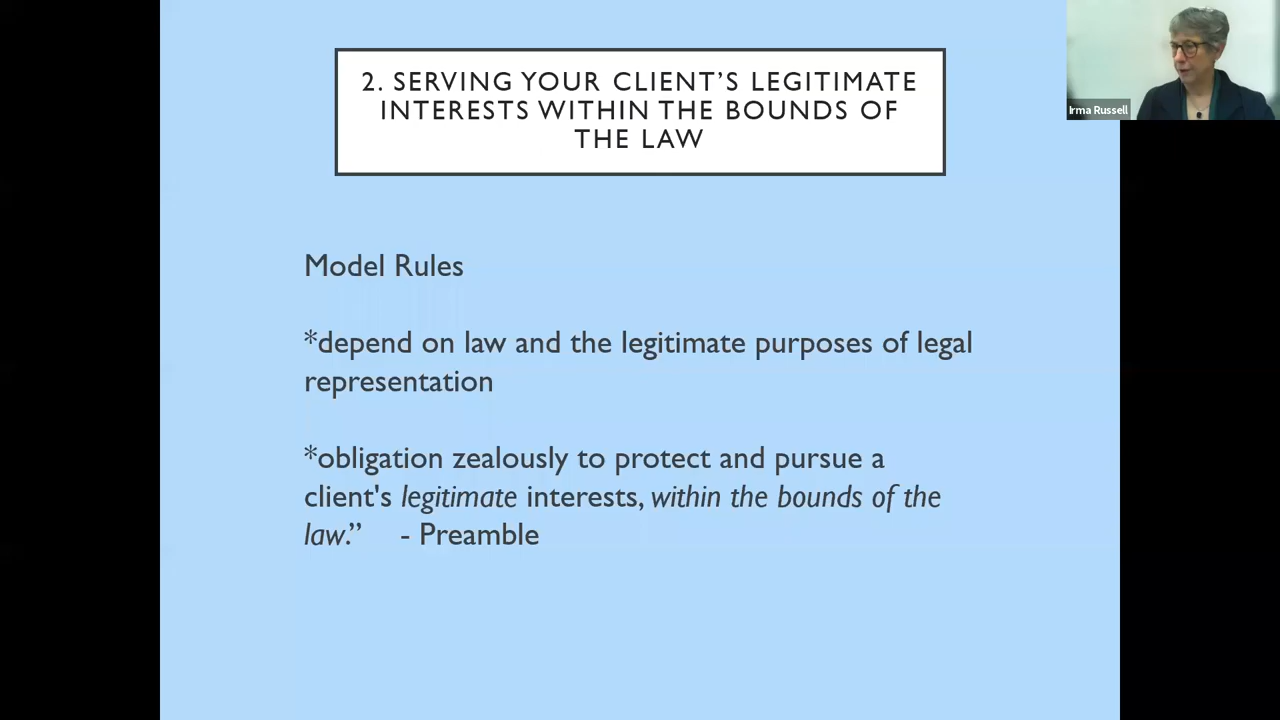 2. SERVING YOUR CLIENT’S LEGITIMATE
INTERESTS WITHIN THE BOUNDS OF
THE LAW
Irma Russell
Model Rules
*depend on law and the legitimate purposes of legal
representation
*obligation zealously to protect and pursue a
client's legitimate interests, within the bounds of the
law.” - Preamble